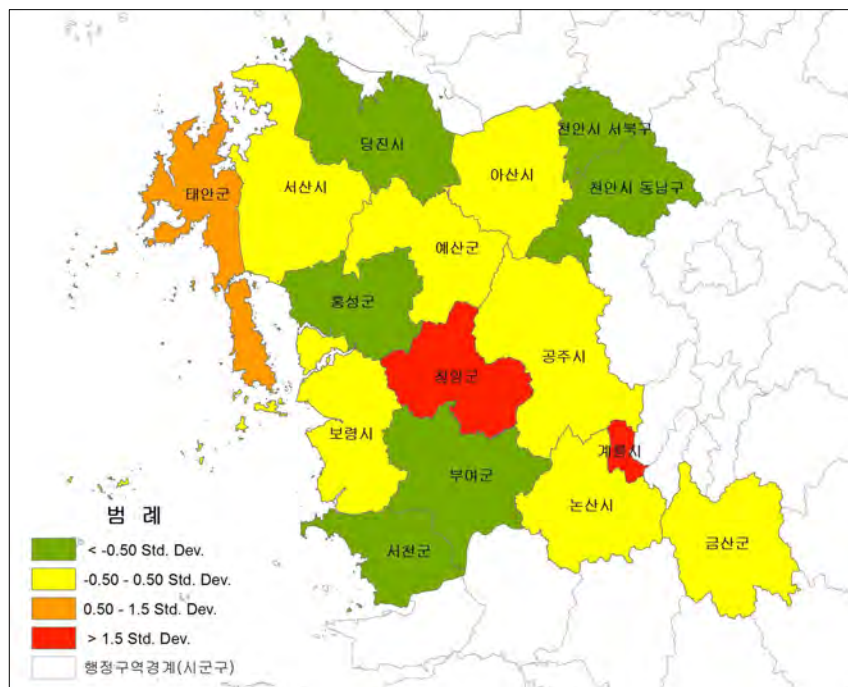 천안시 서북구
당진시
아산시
천안시 동남구
태안군
서산시
예산군
홍성군
공주시
청양군
보령시
계룡시
부여군
논산시
금산군
서천군
범 례
< -0.50 Std. Dev.
-0.50 - 0.50 Std. Dev.
0.50 - 1.5 Std. Dev.
> 1.5 Std. Dev.
행정구역경계(시군구)